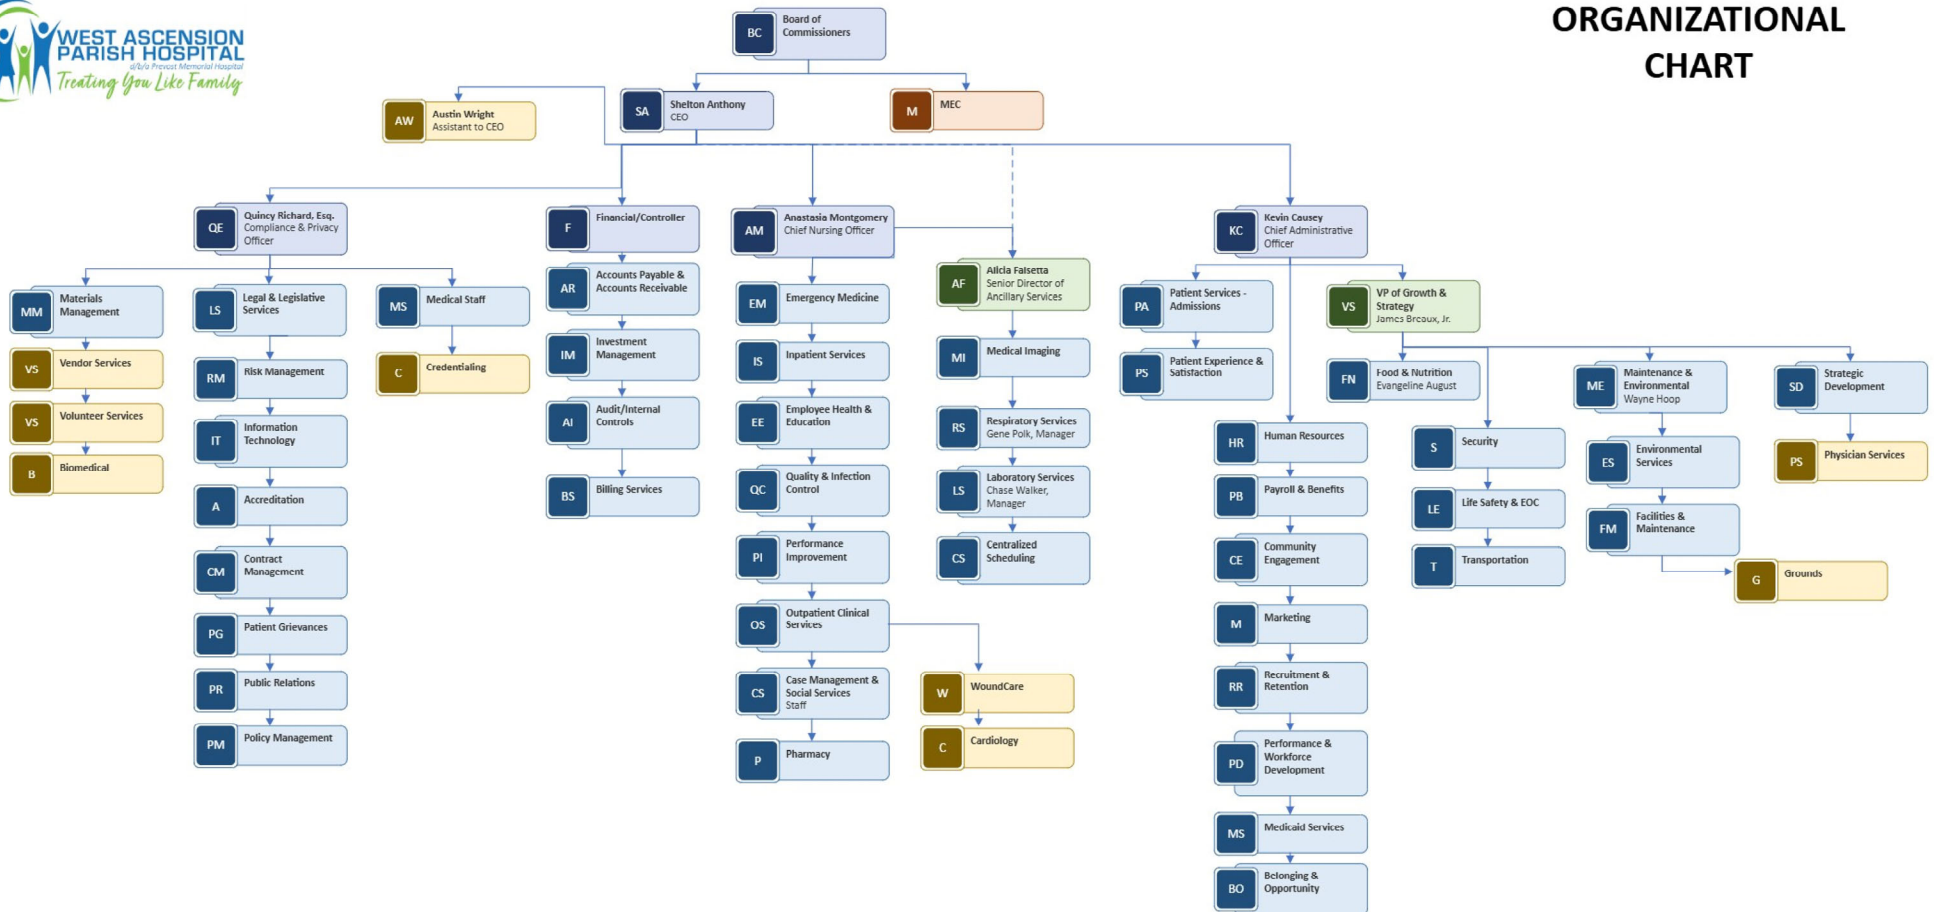 WEST ASCENSION
PARISH HOSPITAL
d/b/a Prevost Memorial Hospital
Treating You Like Family
ORGANIZATIONAL
CHART
BC
Board of
Commissioners
AW
Austin Wright
Assistant to CEO
SA
Shelton Anthony
CEO
M
MEC
QE
Quincy Richard, Esq.
Compliance & Privacy
Officer
F
Financial/Controller
AM
Anastasia Montgomery
Chief Nursing Officer
KC
Kevin Causey
Chief Administrative
Officer
MM
Materials
Management
VS
Vendor Services
VS
Volunteer Services
B
Biomedical
LS
Legal & Legislative
Services
RM
Risk Management
IT
Information
Technology
A
Accreditation
CM
Contract
Management
PG
Patient Grievances
PR
Public Relations
PM
Policy Management
MS
Medical Staff
C
Credentialing
AR
Accounts Payable &
Accounts Receivable
IM
Investment
Management
AI
Audit/Internal
Controls
BS
Billing Services
EM
Emergency Medicine
IS
Inpatient Services
EE
Employee Health &
Education
QC
Quality & Infection
Control
PI
Performance
Improvement
OS
Outpatient Clinical
Services
CS
Case Management &
Social Services
Staff
P
Pharmacy
W
WoundCare
C
Cardiology
AF
Alicia Falsetta
Senior Director of
Ancillary Services
MI
Medical Imaging
RS
Respiratory Services
Gene Polk, Manager
LS
Laboratory Services
Chase Walker,
Manager
CS
Centralized
Scheduling
PA
Patient Services -
Admissions
PS
Patient Experience &
Satisfaction
HR
Human Resources
PB
Payroll & Benefits
CE
Community
Engagement
M
Marketing
RR
Recruitment &
Retention
PD
Performance &
Workforce
Development
MS
Medicaid Services
BO
Belonging &
Opportunity
VS
VP of Growth &
Strategy
James Breaux, Jr.
FN
Food & Nutrition
Evangeline August
S
Security
LE
Life Safety & EOC
T
Transportation
ME
Maintenance &
Environmental
Wayne Hoop
ES
Environmental
Services
FM
Facilities &
Maintenance
G
Grounds
SD
Strategic
Development
PS
Physician Services